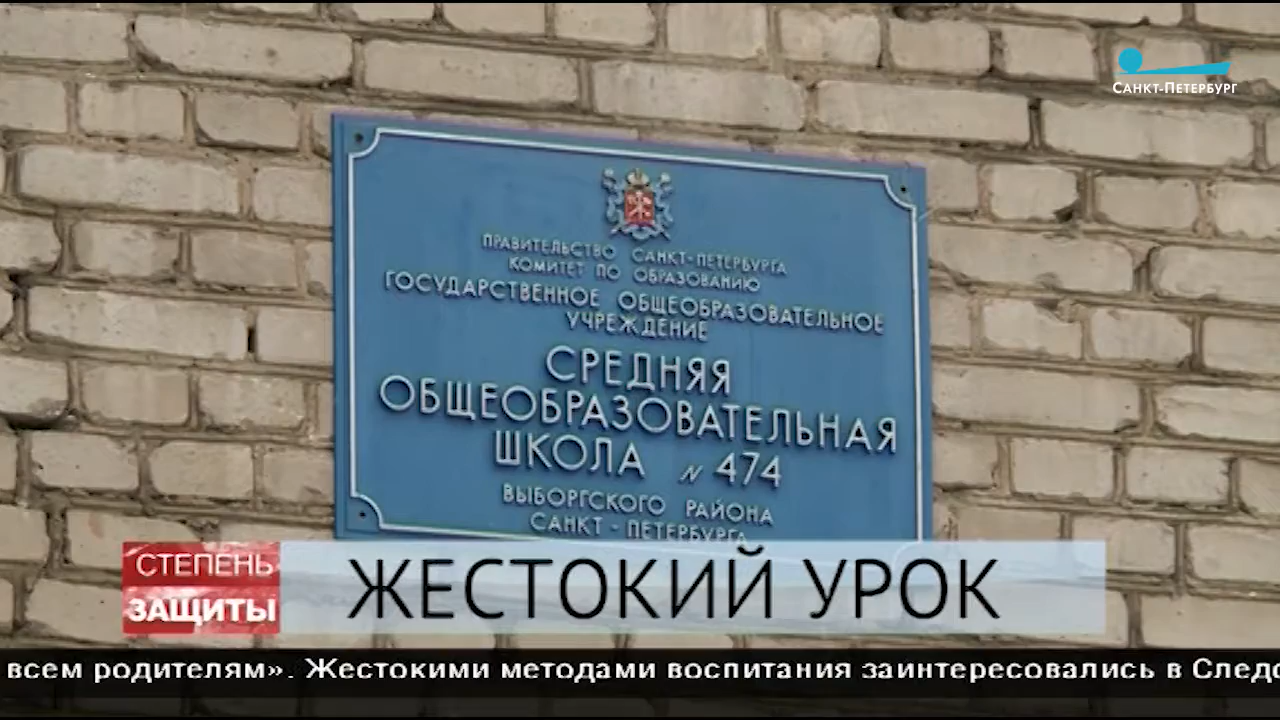 Санкт-Петербург
ПРАВИТЕЛЬСТВО САНКТ-ПЕТЕРБУРГА
КОМИТЕТ ПО ОБРАЗОВАНИЮ
ГОСУДАРСТВЕННОЕ ОБЩЕОБРАЗОВАТЕЛЬНОЕ
УЧРЕЖДЕНИЕ
СРЕДНЯЯ
ОБЩЕОБРАЗОВАТЕЛЬНАЯ
ШКОЛА N 474
ВЫБОРГСКОГО РАЙОНА
САНКТ - ПЕТЕРБУРГА
СТЕПЕНЬ
ЗАЩИТЫ
ЖЕСТОКИЙ УРОК
всем родителям». Жестокими методами воспитания заинтересовались в След